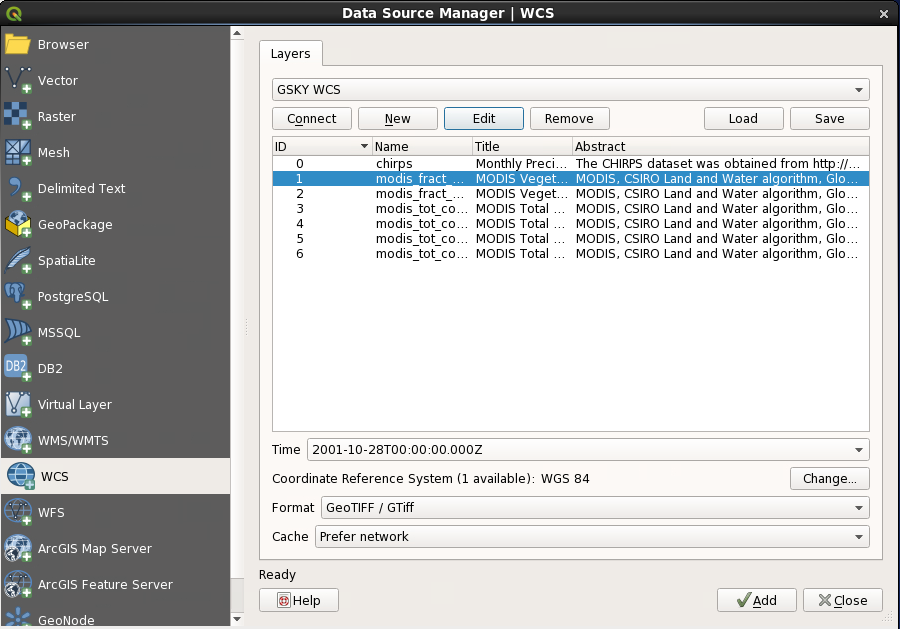 Data Source Manager | WCS
Browser
Vector
Raster
Mesh
Delimited Text
GeoPackage
SpatiaLite
PostgreSQL
MSSQL
DB2 DB2
Virtual Layer
WMS/WMTS
WCS
WFS
ArcGIS Map Server
ArcGIS Feature Server
GeoNode
Layers
GSKY WCS
Connect New Edit Remove Load Save
ID Name Title Abstract
0 chirps Monthly Preci... The CHIRPS dataset was obtained from http://...
1 modis_fract_... MODIS Veget... MODIS, CSIRO Land and Water algorithm, Glo...
2 modis_fract_... MODIS Veget... MODIS, CSIRO Land and Water algorithm, Glo...
3 modis_tot_co... MODIS Total ... MODIS, CSIRO Land and Water algorithm, Glo...
4 modis_tot_co... MODIS Total ... MODIS, CSIRO Land and Water algorithm, Glo...
5 modis_tot_co... MODIS Total ... MODIS, CSIRO Land and Water algorithm, Glo...
6 modis_tot_co... MODIS Total ... MODIS, CSIRO Land and Water algorithm, Glo...
Time 2001-10-28T00:00:00.000Z
Coordinate Reference System (1 available): WGS 84 Change...
Format GeoTIFF / GTiff
Cache Prefer network
Ready
Help Add Close